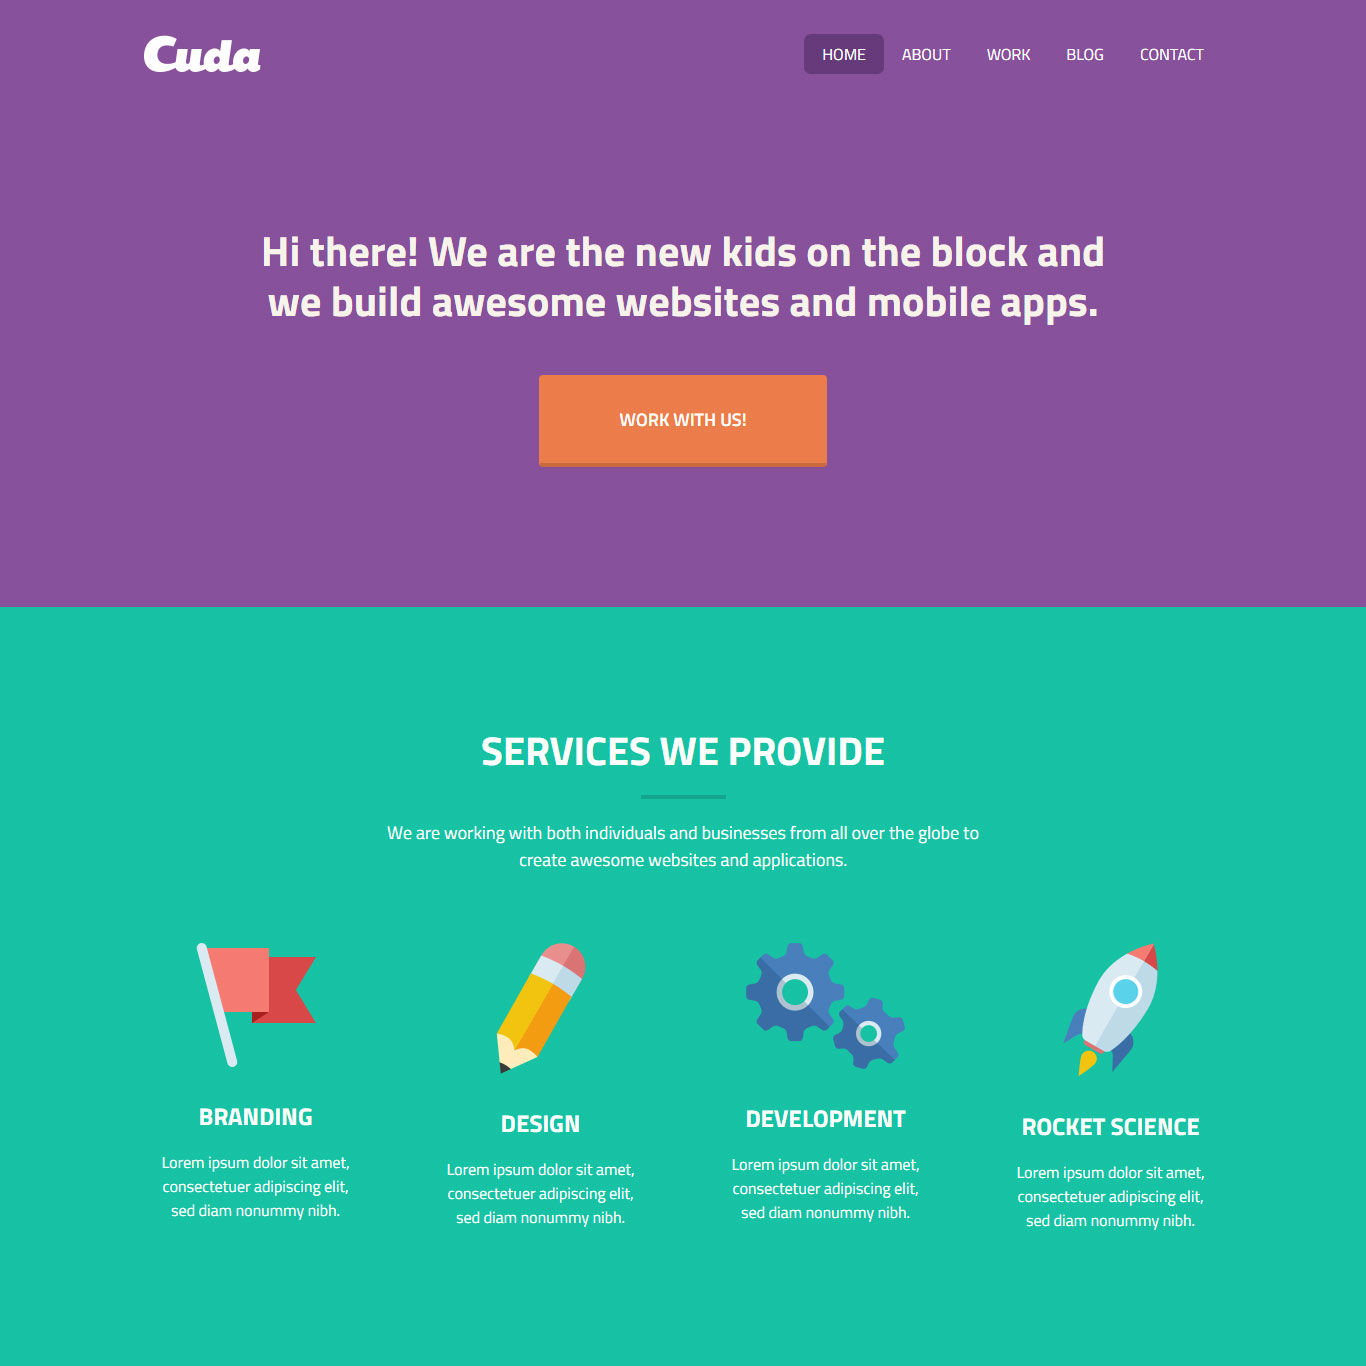 Cuda
HOME ABOUT WORK BLOG CONTACT
Hi there! We are the new kids on the block and
we build awesome websites and mobile apps.
WORK WITH US!
SERVICES WE PROVIDE
We are working with both individuals and businesses from all over the globe to
create awesome websites and applications.
BRANDING
Lorem ipsum dolor sit amet,
consectetuer adipiscing elit,
sed diam nonummy nibh.
DESIGN
Lorem ipsum dolor sit amet,
consectetuer adipiscing elit,
sed diam nonummy nibh.
DEVELOPMENT
Lorem ipsum dolor sit amet,
consectetuer adipiscing elit,
sed diam nonummy nibh.
ROCKET SCIENCE
Lorem ipsum dolor sit amet,
consectetuer adipiscing elit,
sed diam nonummy nibh.